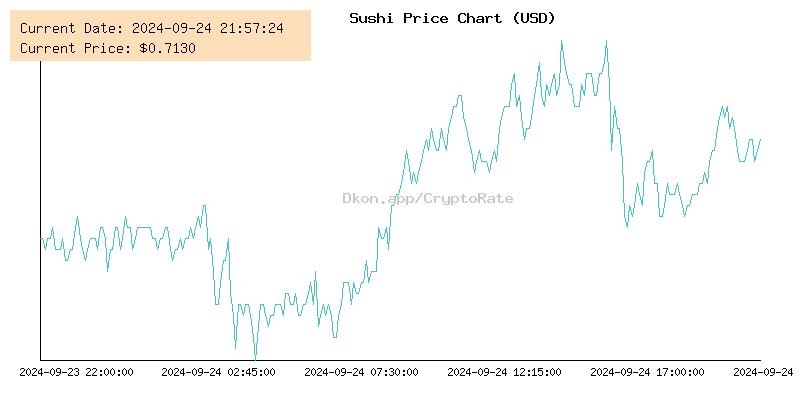 Sushi Price Chart (USD)
Current Date: 2024-09-24 21:57:24
Current Price: $0.7130
Dkon.app/CryptoRate
2024-09-23 22:00:00 2024-09-24 02:45:00 2024-09-24 07:30:00 2024-09-24 12:15:00 2024-09-24 17:00:00 2024-09-24